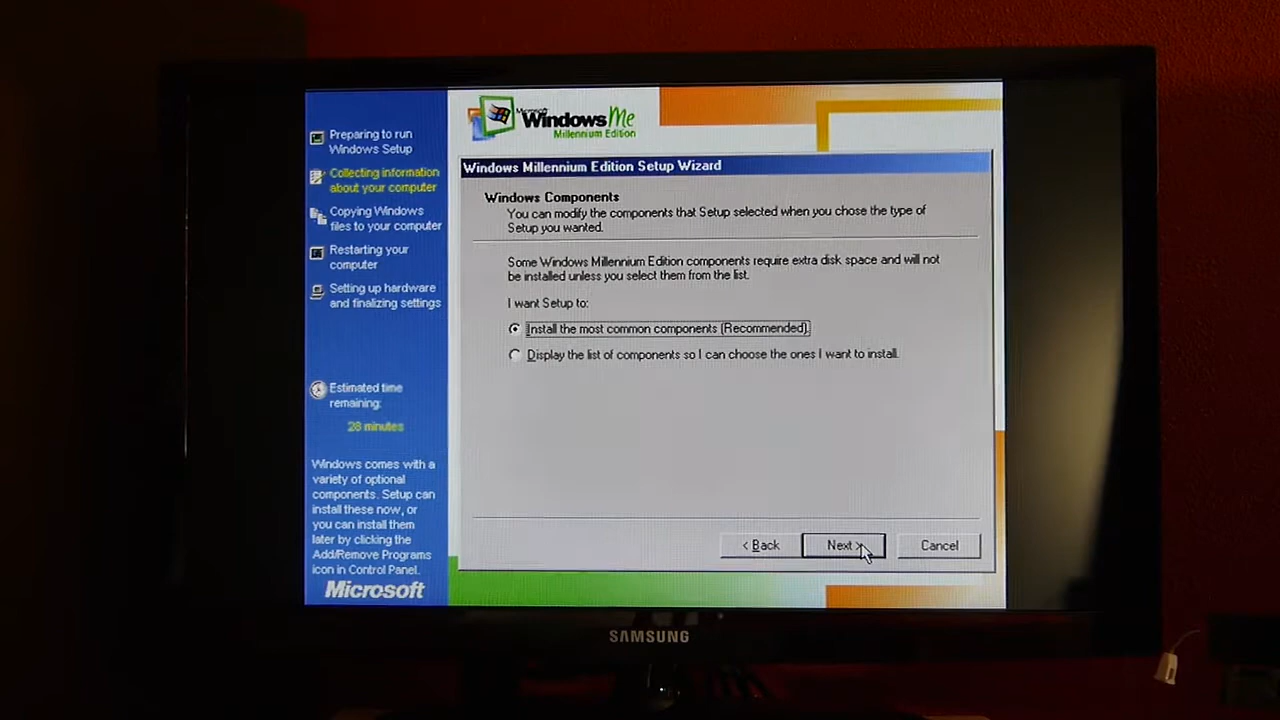 Preparing to run
Windows Setup
Collecting information
about your computer
Copying Windows
files to your computer
Restarting your
computer
Setting up hardware
and finalizing settings
Estimated time
remaining:
28 minutes
Windows comes with a
variety of optional
components. Setup can
install these now, or
you can install them
later by clicking the
Add/Remove Programs
icon in Control Panel.
Microsoft
Microsoft
Windows Me
Millennium Edition
Windows Millennium Edition Setup Wizard
Windows Components
You can modify the components that Setup selected when you chose the type of
Setup you wanted.
Some Windows Millennium Edition components require extra disk space and will not
be installed unless you select them from the list.
I want Setup to:
Install the most common components (Recommended).
Display the list of components so I can choose the ones I want to install.
< Back
Next >
Cancel
SAMSUNG